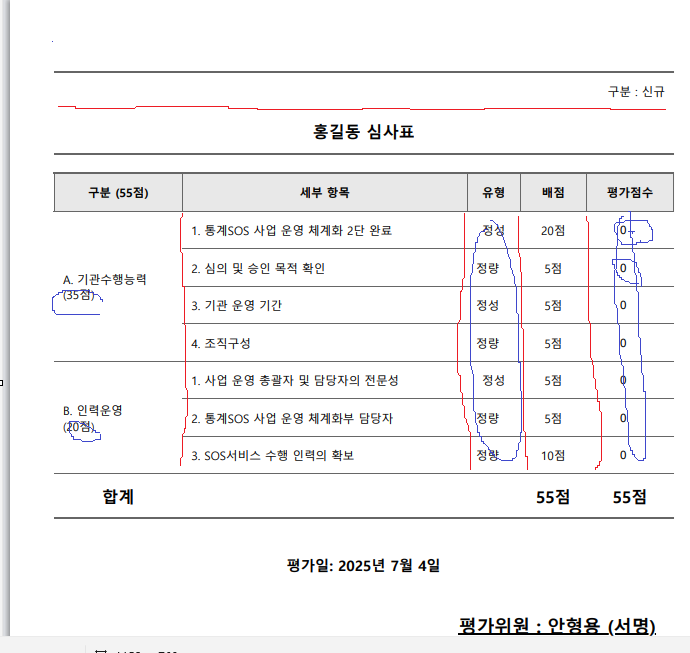 구분 : 신규
홍길동 심사표
구분 (55점) 세부 항목 유형 배점 평가점수
A. 기관수행능력
(35점)
1. 통계SOS 사업 운영 체계화 2단 완료 정성 20점 0
2. 심의 및 승인 목적 확인 정량 5점 0
3. 기관 운영 기간 정성 5점 0
4. 조직구성 정량 5점 0
B. 인력운영
(20점)
1. 사업 운영 총괄자 및 담당자의 전문성 정성 5점 0
2. 통계SOS 사업 운영 체계화부 담당자 정량 5점 0
3. SOS서비스 수행 인력의 확보 정량 10점 0
합계 55점 55점
평가일: 2025년 7월 4일
평가위원 : 안형용 (서명)